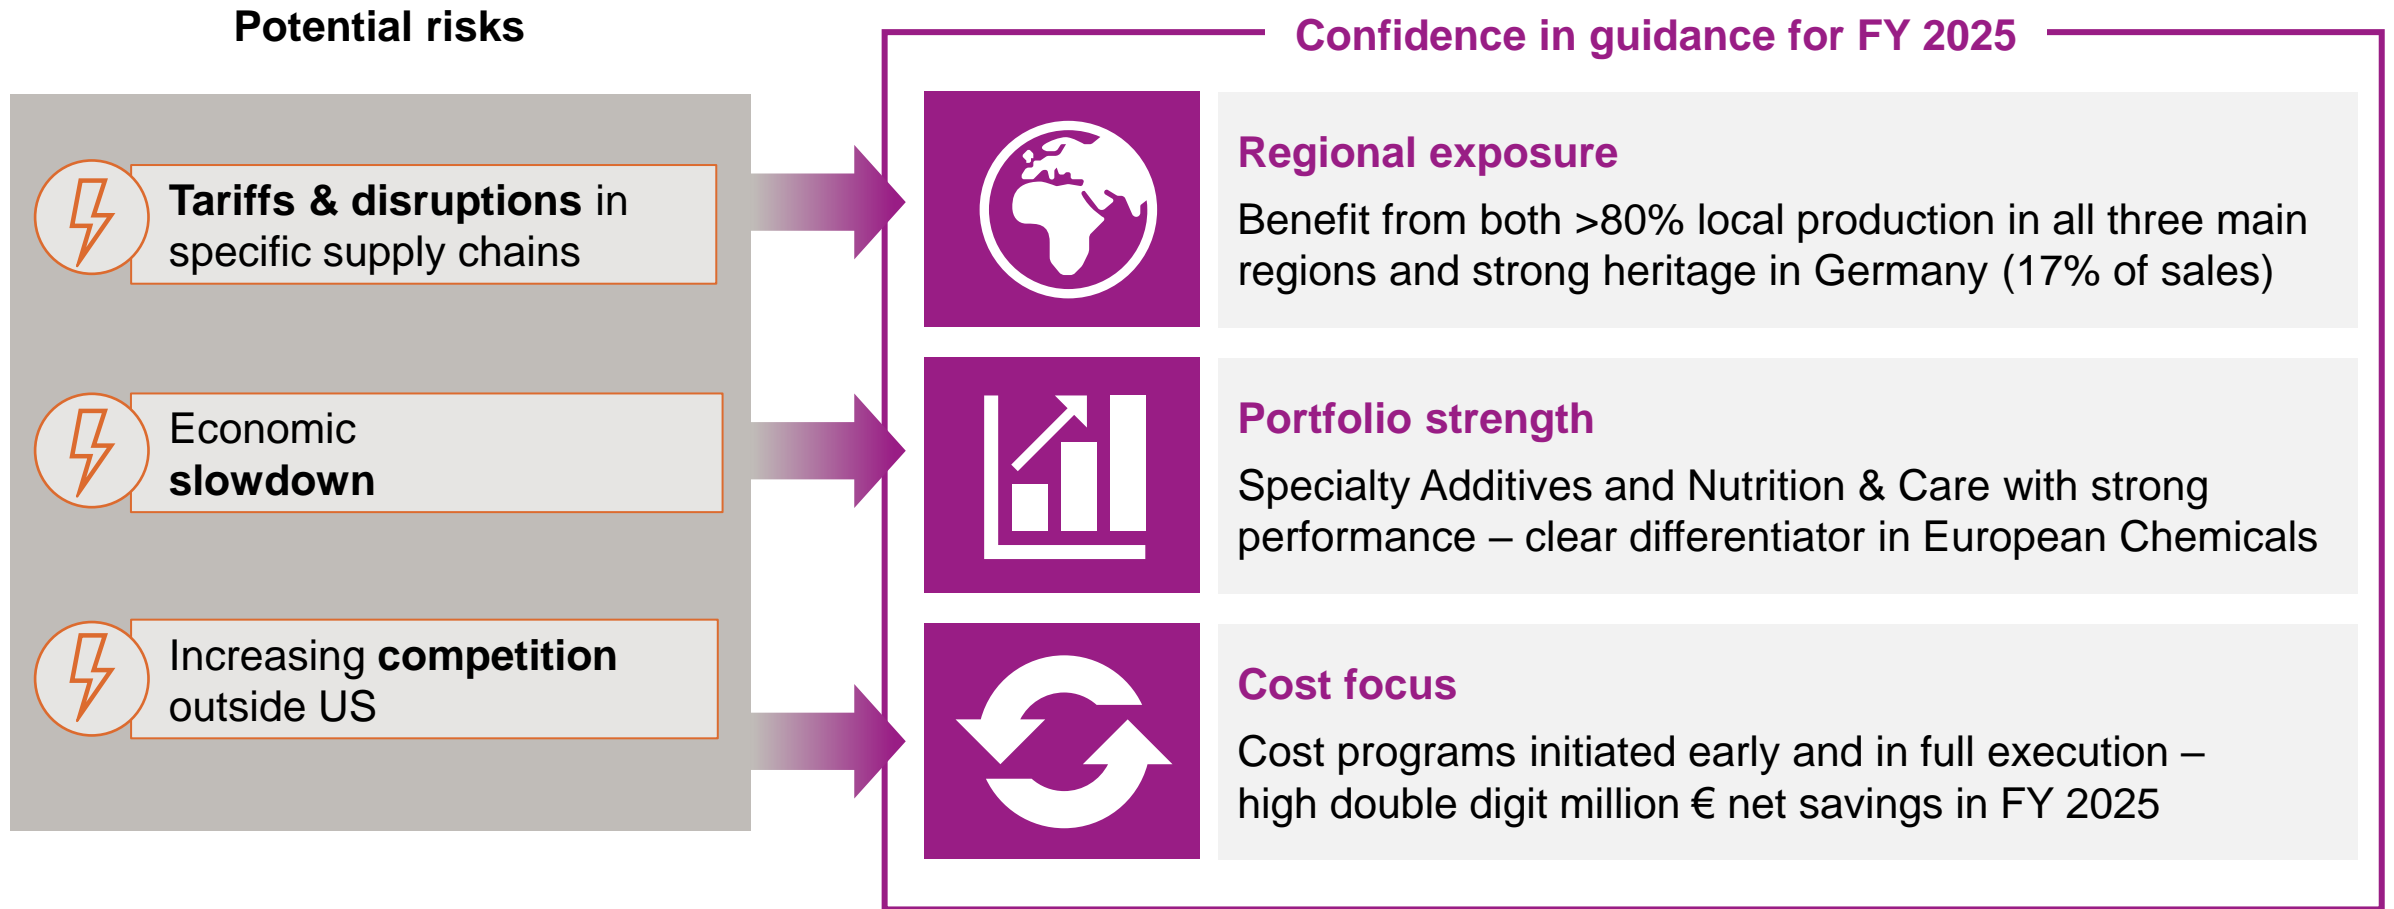 Potential risks
Tariffs & disruptions in
specific supply chains
Economic
slowdown
Increasing competition
outside US
Confidence in guidance for FY 2025
Regional exposure
Benefit from both >80% local production in all three main
regions and strong heritage in Germany (17% of sales)
Portfolio strength
Specialty Additives and Nutrition & Care with strong
performance – clear differentiator in European Chemicals
Cost focus
Cost programs initiated early and in full execution –
high double digit million € net savings in FY 2025